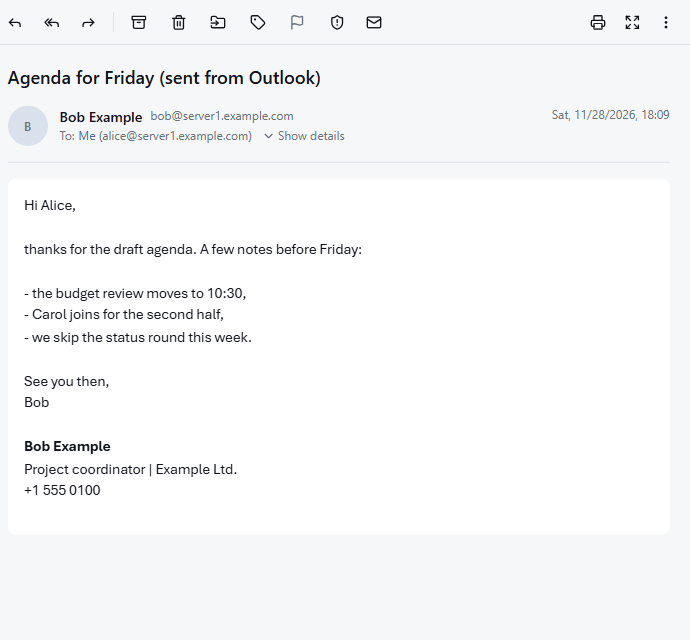 Agenda for Friday (sent from Outlook)
B
Bob Example bob@server1.example.com
Sat, 11/28/2026, 18:09
To: Me (alice@server1.example.com) Show details
Hi Alice,
thanks for the draft agenda. A few notes before Friday:
- the budget review moves to 10:30,
- Carol joins for the second half,
- we skip the status round this week.
See you then,
Bob
Bob Example
Project coordinator | Example Ltd.
+1 555 0100